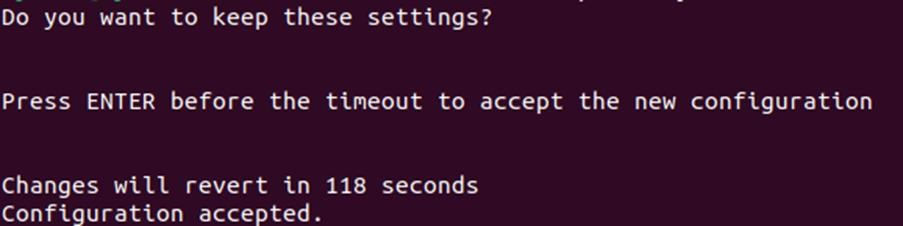 Do you want to keep these settings?
Press ENTER before the timeout to accept the new configuration
Changes will revert in 118 seconds
Configuration accepted.